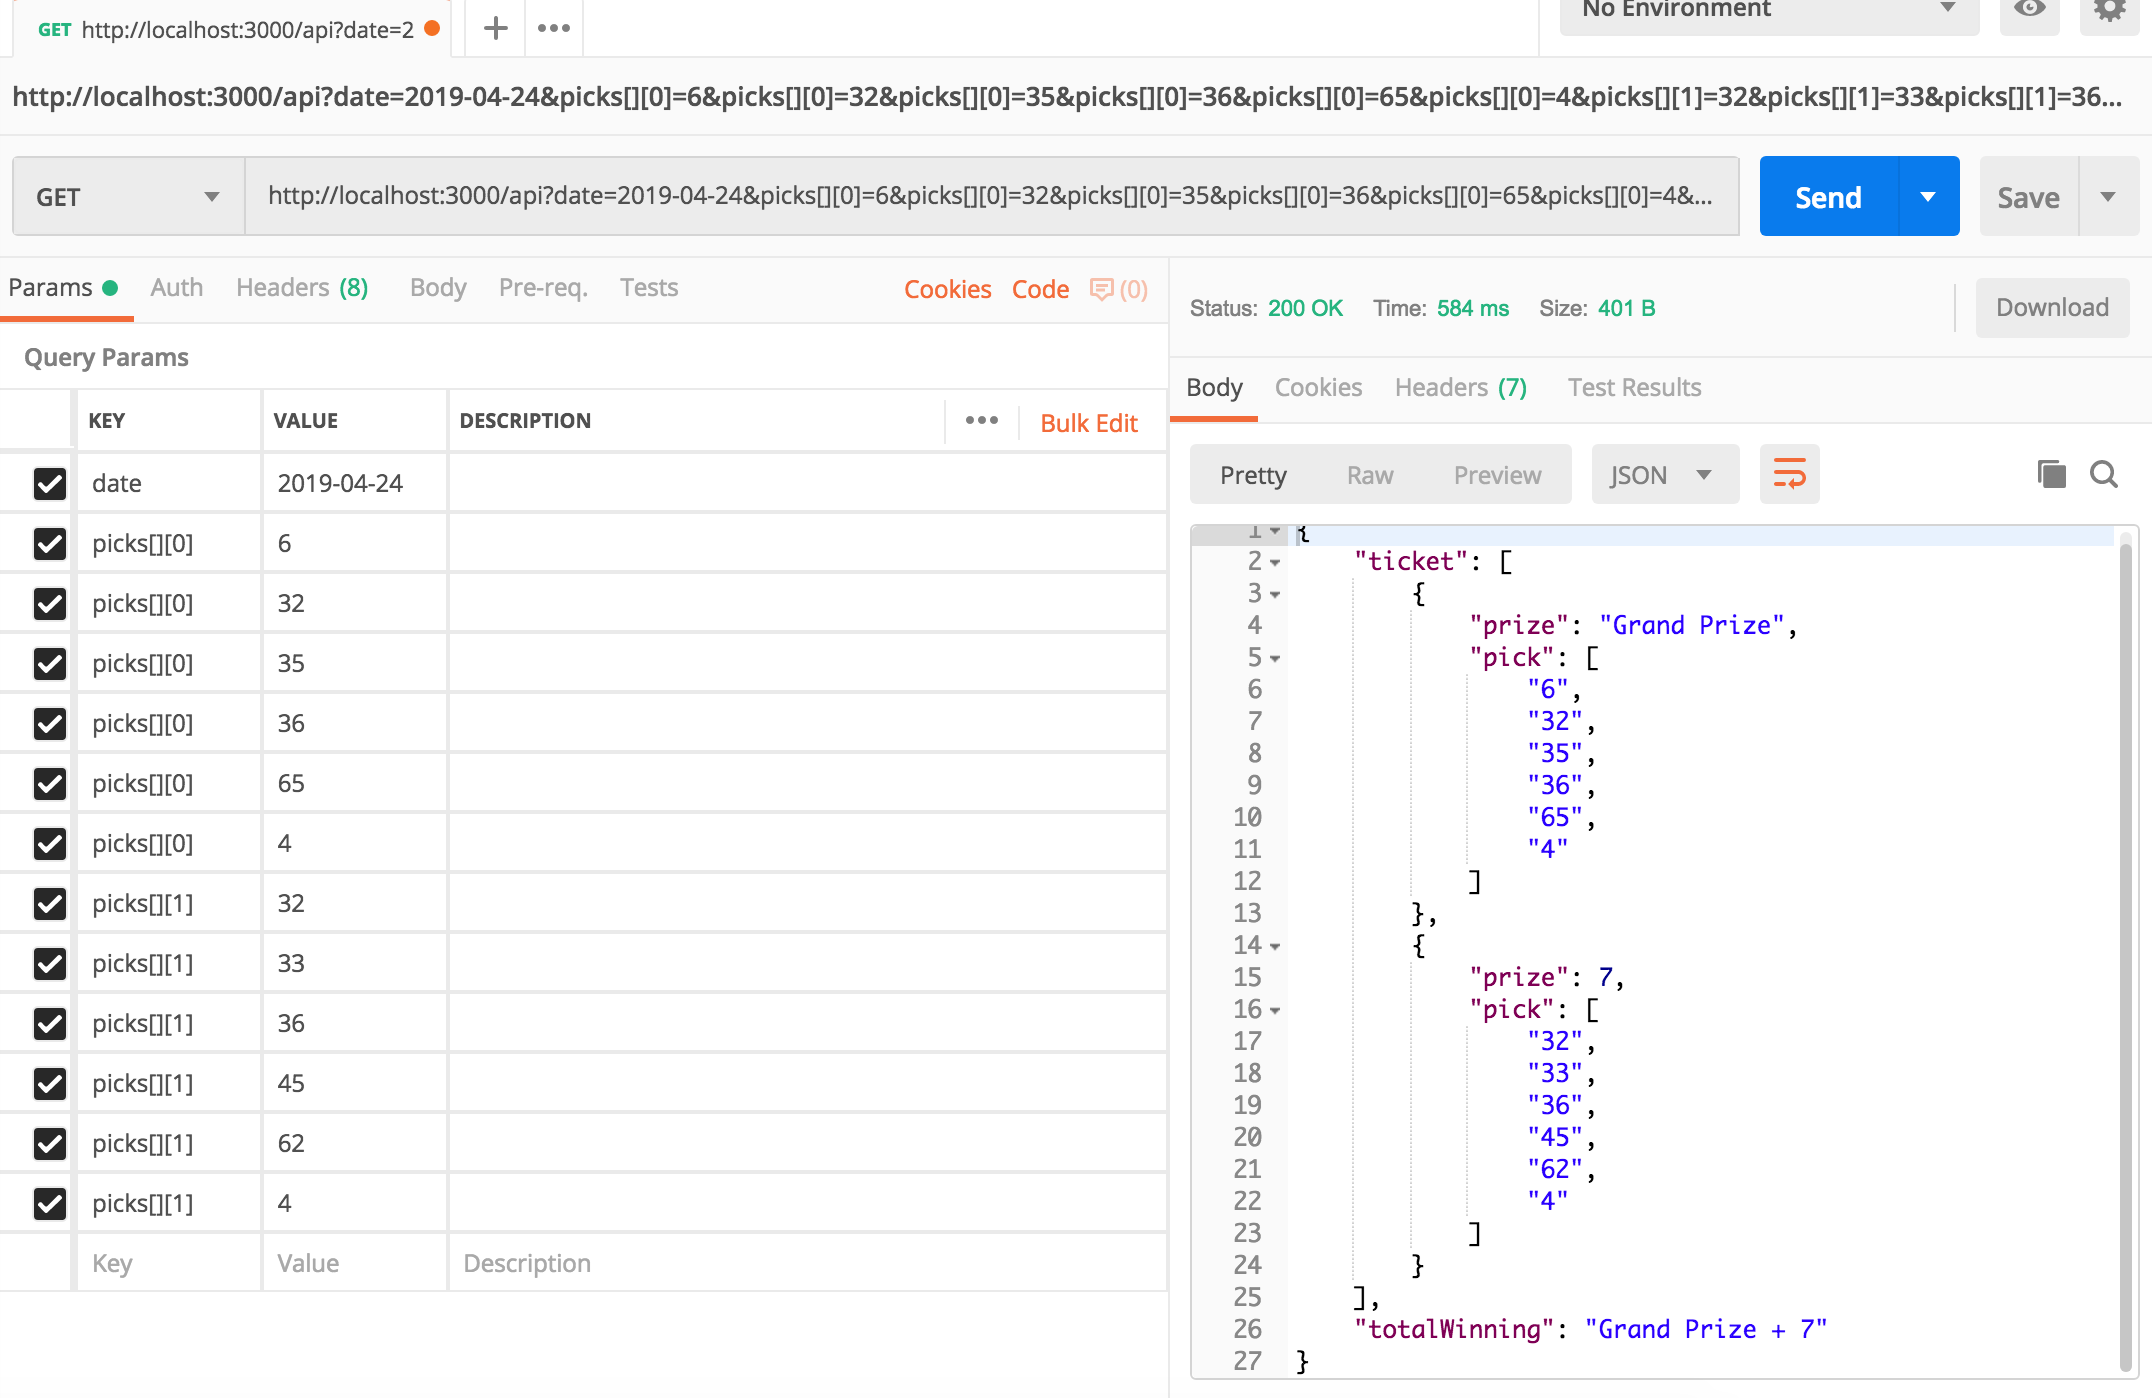 GET http://localhost:3000/api?date=2
No Environment
http://localhost:3000/api?date=2019-04-24&picks[][0]=6&picks[][0]=32&picks[][0]=35&picks[][0]=36&picks[][0]=65&picks[][0]=4&picks[][1]=32&picks[][1]=33&picks[][1]=36...
GET http://localhost:3000/api?date=2019-04-24&picks[][0]=6&picks[][0]=32&picks[][0]=35&picks[][0]=36&picks[][0]=65&picks[][0]=4&... Send Save
Params Auth Headers (8) Body Pre-req. Tests Cookies Code (0)
Query Params
KEY VALUE DESCRIPTION Bulk Edit
date 2019-04-24
picks[][0] 6
picks[][0] 32
picks[][0] 35
picks[][0] 36
picks[][0] 65
picks[][0] 4
picks[][1] 32
picks[][1] 33
picks[][1] 36
picks[][1] 45
picks[][1] 62
picks[][1] 4
Key Value Description
Status: 200 OK Time: 584 ms Size: 401 B Download
Body Cookies Headers (7) Test Results
Pretty Raw Preview JSON
1 {
2 "ticket": [
3 {
4 "prize": "Grand Prize",
5 "pick": [
6 "6",
7 "32",
8 "35",
9 "36",
10 "65",
11 "4"
12 ]
13 },
14 {
15 "prize": 7,
16 "pick": [
17 "32",
18 "33",
19 "36",
20 "45",
21 "62",
22 "4"
23 ]
24 }
25 ],
26 "totalWinning": "Grand Prize + 7"
27 }